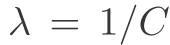 λ = 1/C